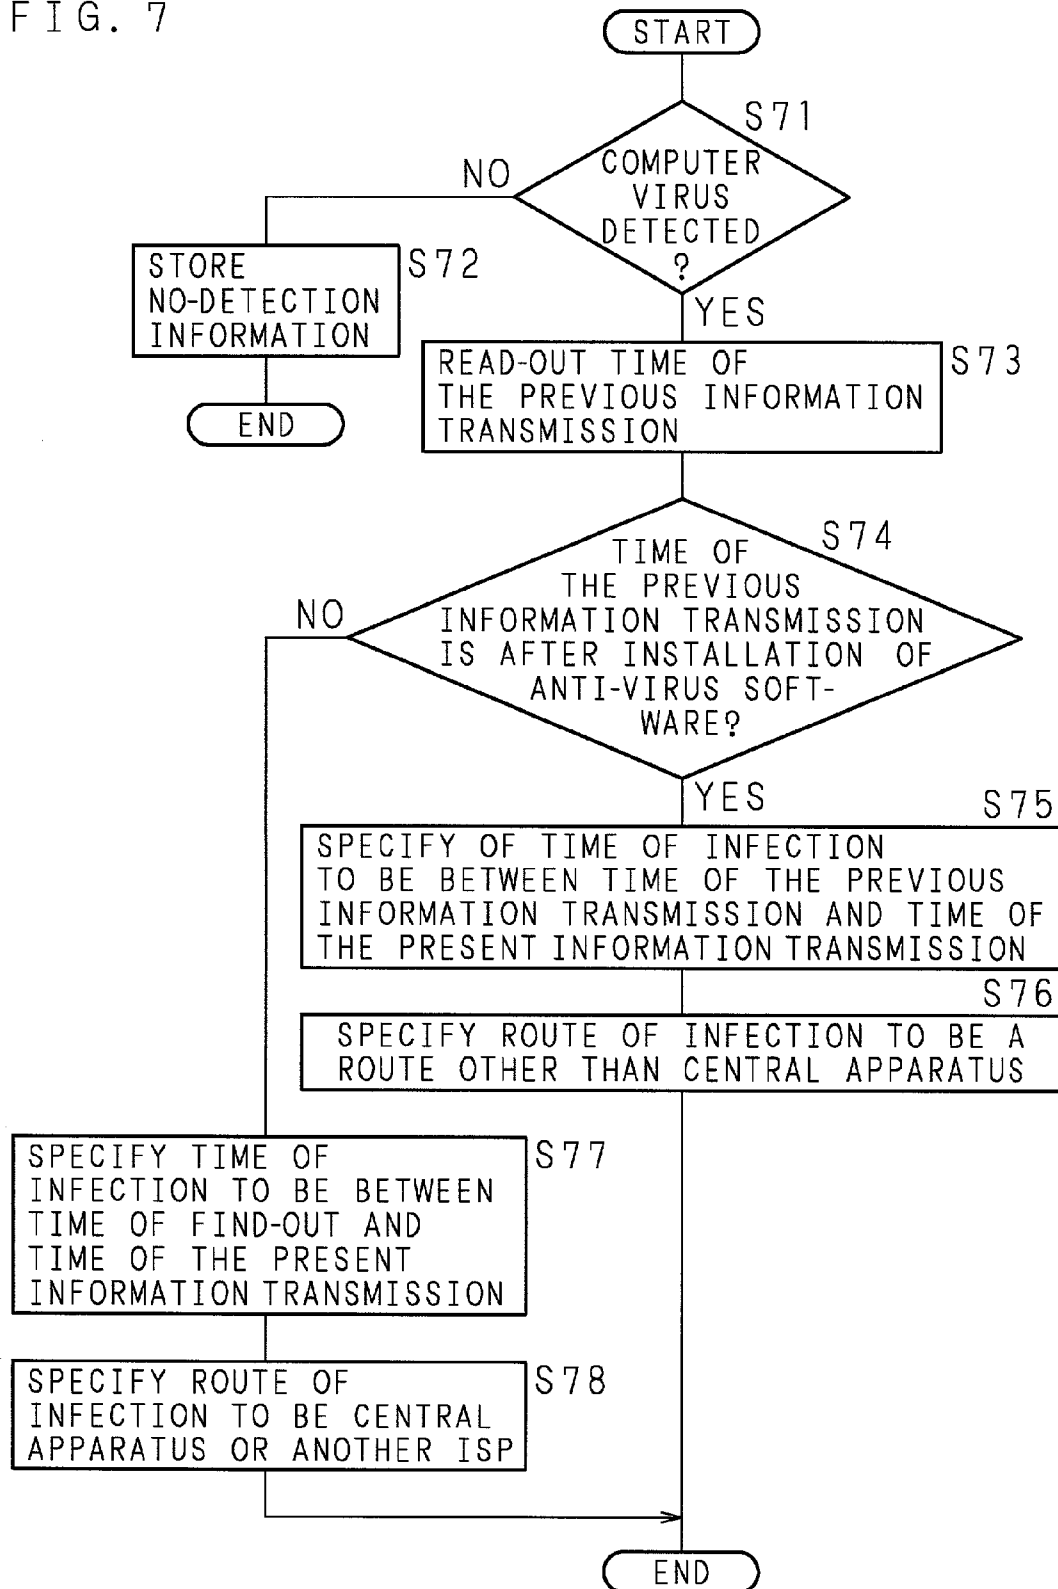 FIG. 7
START
S71
COMPUTER
VIRUS
DETECTED
?
NO
YES
S72
STORE
NO-DETECTION
INFORMATION
END
S73
READ-OUT TIME OF
THE PREVIOUS INFORMATION
TRANSMISSION
S74
TIME OF
THE PREVIOUS
INFORMATION TRANSMISSION
IS AFTER INSTALLATION OF
ANTI-VIRUS SOFT-
WARE?
NO
YES
S75
SPECIFY OF TIME OF INFECTION
TO BE BETWEEN TIME OF THE PREVIOUS
INFORMATION TRANSMISSION AND TIME OF
THE PRESENT INFORMATION TRANSMISSION
S76
SPECIFY ROUTE OF INFECTION TO BE A
ROUTE OTHER THAN CENTRAL APPARATUS
S77
SPECIFY TIME OF
INFECTION TO BE BETWEEN
TIME OF FIND-OUT AND
TIME OF THE PRESENT
INFORMATION TRANSMISSION
S78
SPECIFY ROUTE OF
INFECTION TO BE CENTRAL
APPARATUS OR ANOTHER ISP
END